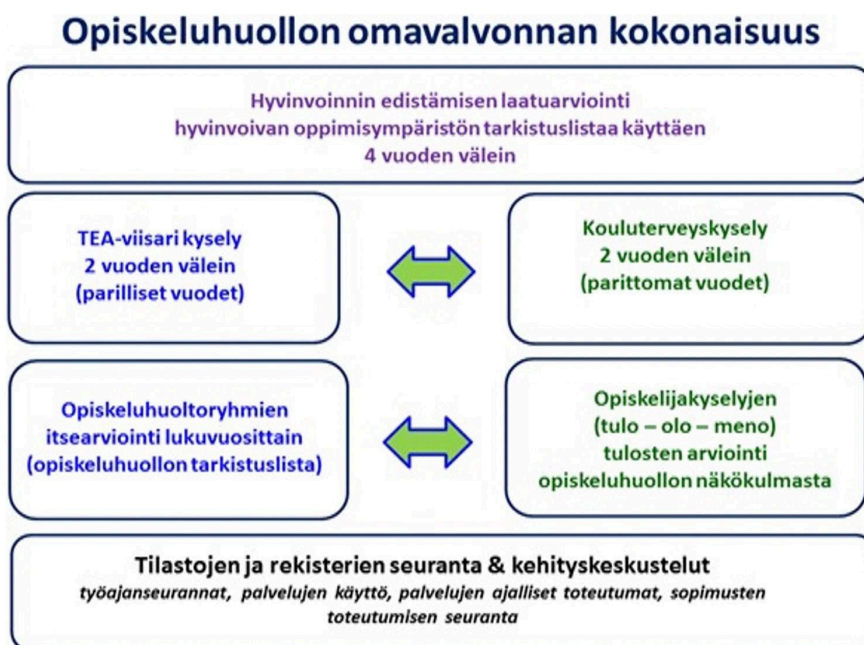 Opiskeluhuollon omavalvonnan kokonaisuus
Hyvinvoinnin edistämisen laatuarviointi
hyvinvoivan oppimisympäristön tarkistuslistaa käyttäen
4 vuoden välein
TEA-viisari kysely
2 vuoden välein
(parilliset vuodet)
Kouluterveyskysely
2 vuoden välein
(parittomat vuodet)
Opiskeluhuoltoryhmien
itsearviointi lukuvuosittain
(opiskeluhuollon tarkistuslista)
Opiskelijakyselyjen
(tulo – olo – meno)
tulosten arviointi
opiskeluhuollon näkökulmasta
Tilastojen ja rekisterien seuranta & kehityskeskustelut
työajanseurannat, palvelujen käyttö, palvelujen ajalliset toteutumat, sopimusten
toteutumisen seuranta